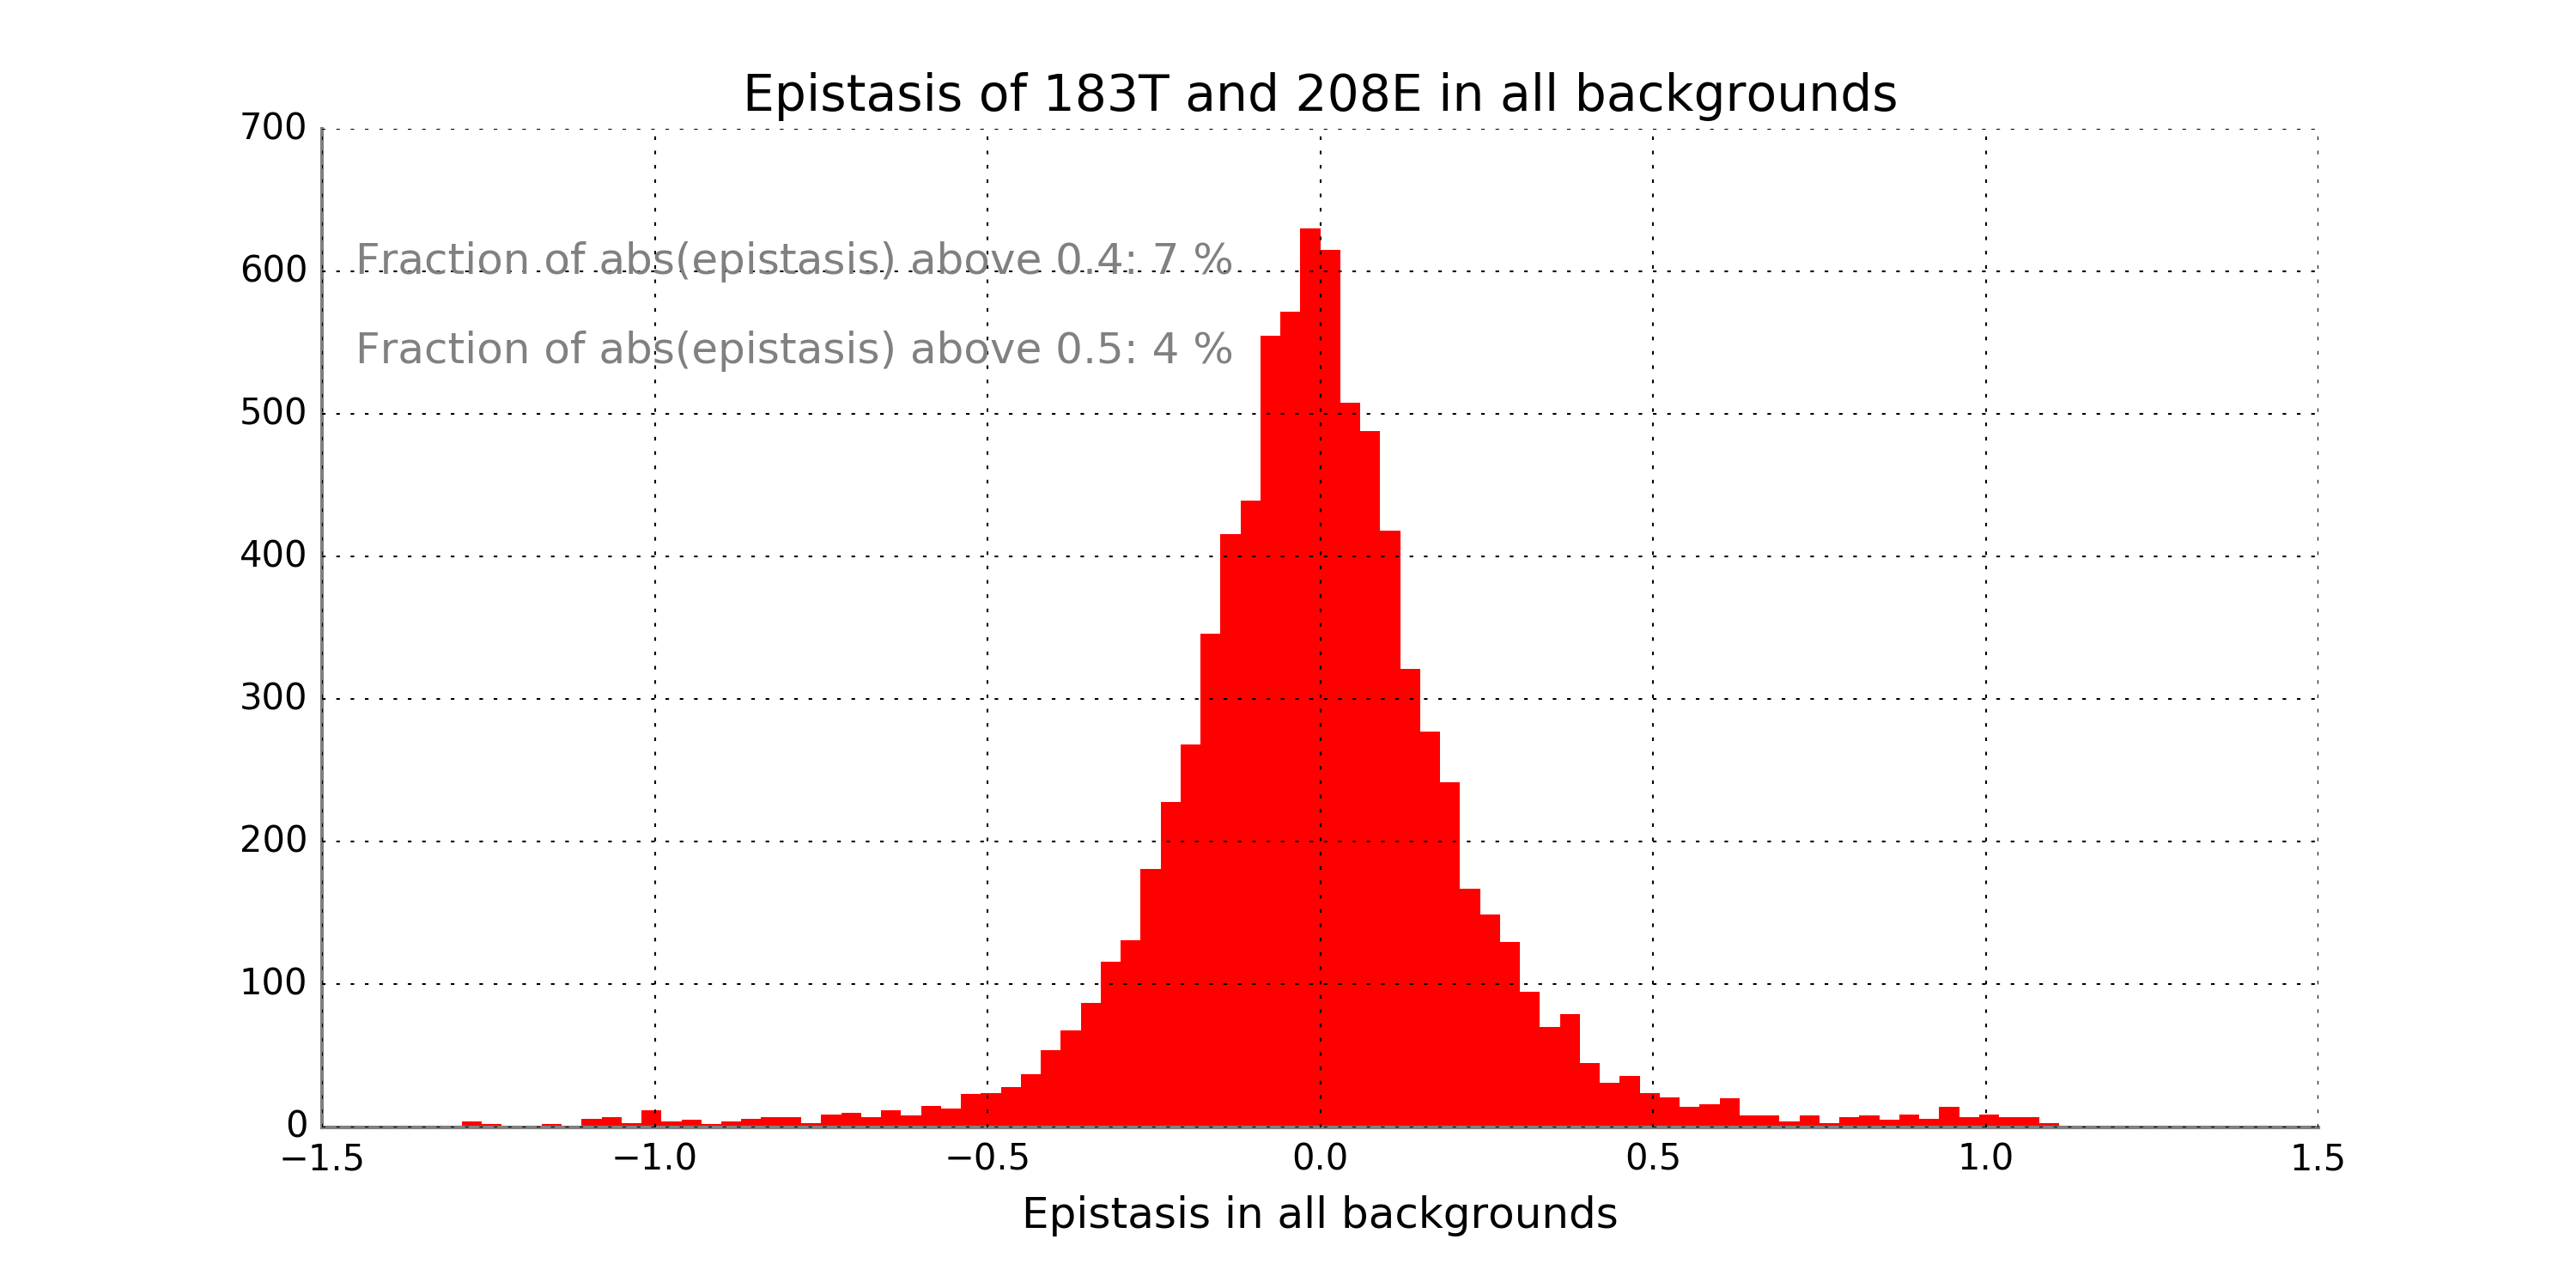 Epistasis of 183T and 208E in all backgrounds
700
Fraction of abs(epistasis) above 0.4: 7 %
600
Fraction of abs(epistasis) above 0.5: 4 %
500
400
300
200
100
0
−1.5 −1.0 −0.5 0.0 0.5 1.0 1.5
Epistasis in all backgrounds